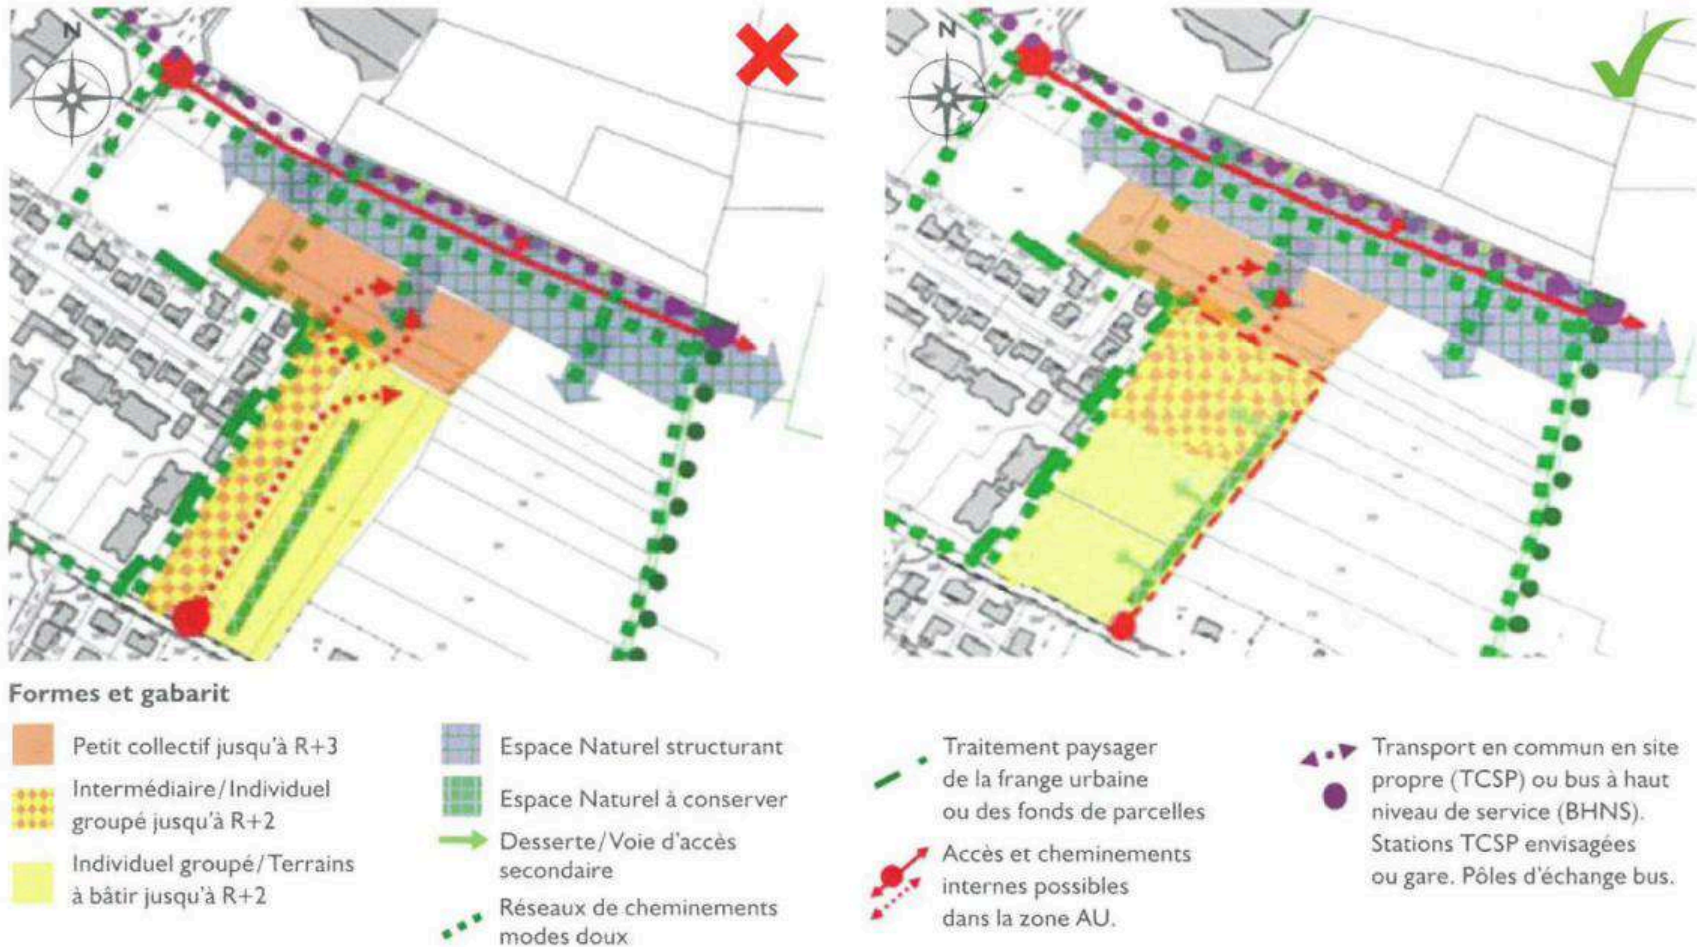 N
N
Formes et gabarit
Petit collectif jusqu'à R+3
Intermédiaire/Individuel
groupé jusqu'à R+2
Individuel groupé/Terrains
à bâtir jusqu'à R+2
Espace Naturel structurant
Espace Naturel à conserver
Desserte/Voie d'accès
secondaire
Réseaux de cheminements
modes doux
Traitement paysager
de la frange urbaine
ou des fonds de parcelles
Accès et cheminements
internes possibles
dans la zone AU.
Transport en commun en site
propre (TCSP) ou bus à haut
niveau de service (BHNS).
Stations TCSP envisagées
ou gare. Pôles d'échange bus.